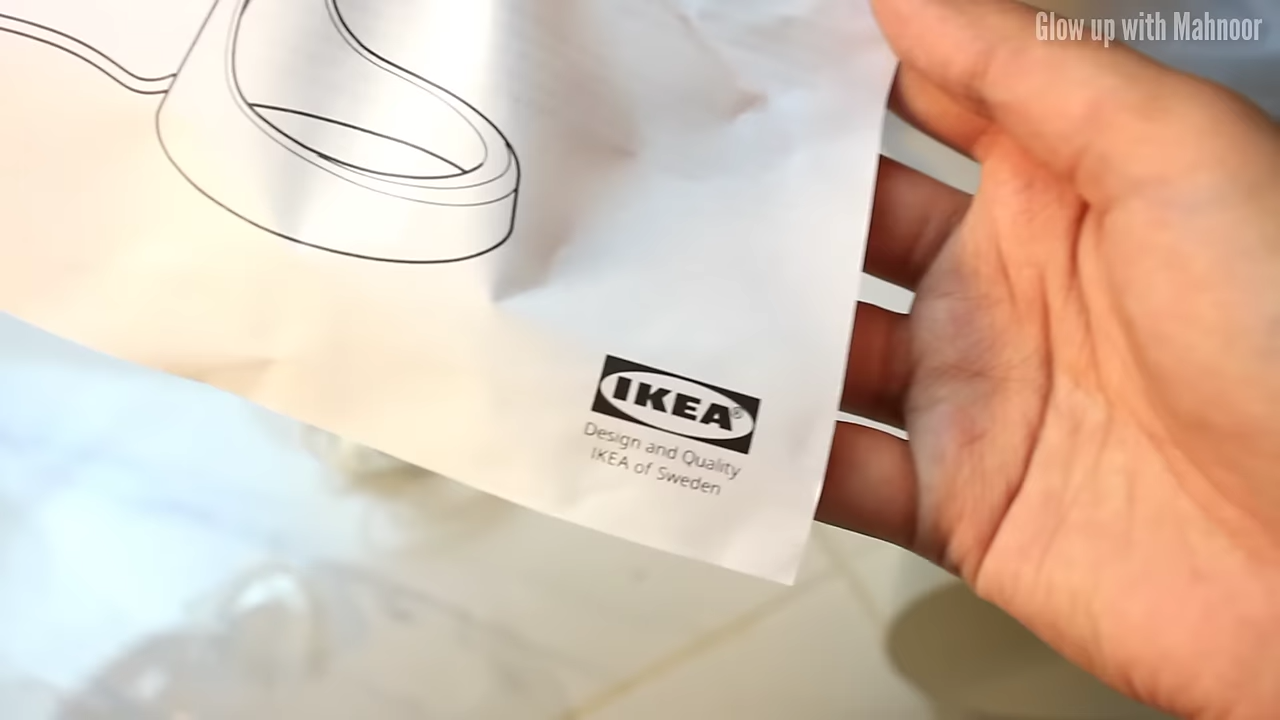 Glow up with Mahnoor
IKEA®
Design and Quality
IKEA of Sweden